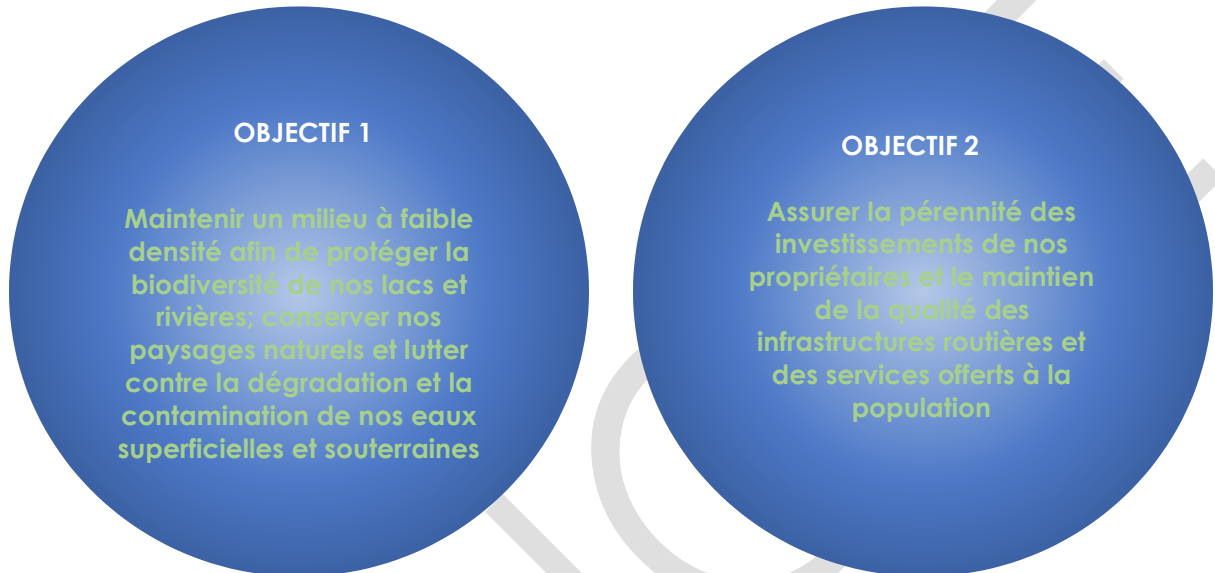 OBJECTIF 1
Maintenir un milieu à faible
densité afin de protéger la
biodiversité de nos lacs et
rivières; conserver nos
paysages naturels et lutter
contre la dégradation et la
contamination de nos eaux
superficielles et souterraines
OBJECTIF 2
Assurer la pérennité des
investissements de nos
propriétaires et le maintien
de la qualité des
infrastructures routières et
des services offerts à la
population